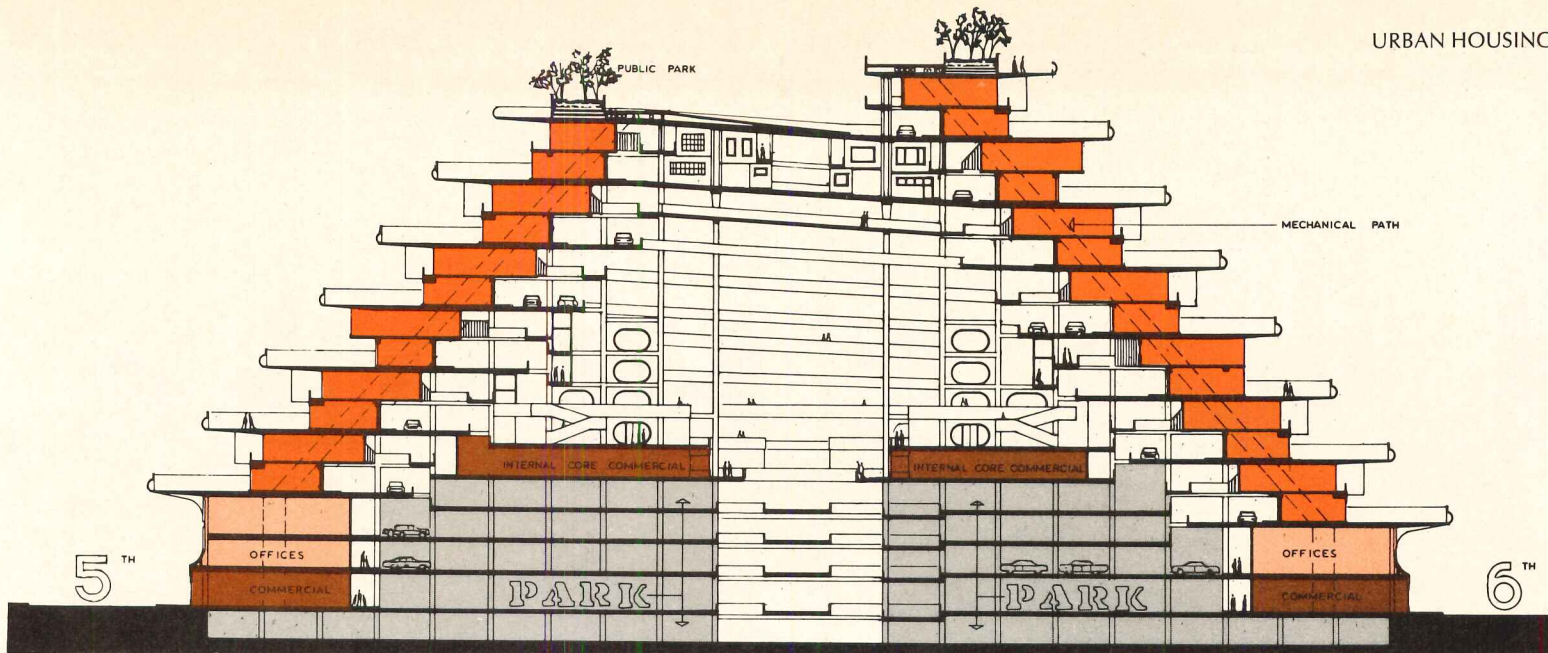 URBAN HOUSING
PUBLIC PARK
MECHANICAL PATH
INTERNAL CORE COMMERCIAL
INTERNAL CORE COMMERCIAL
OFFICES
OFFICES
COMMERCIAL
PARK
PARK
COMMERCIAL
5TH
6TH